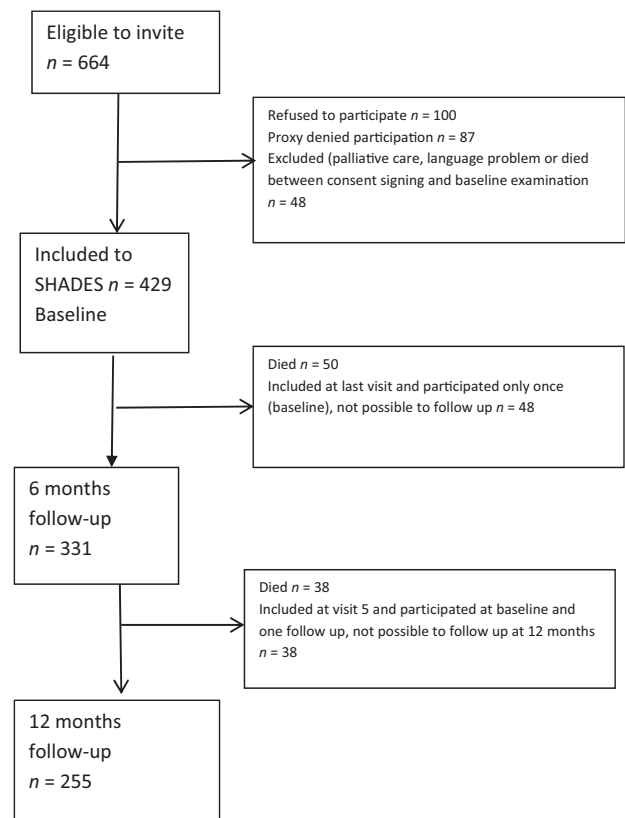 Eligible to invite
n = 664
Refused to participate n = 100
Proxy denied participation n = 87
Excluded (palliative care, language problem or died
between consent signing and baseline examination
n = 48
Included to
SHADES n = 429
Baseline
Died n = 50
Included at last visit and participated only once
(baseline), not possible to follow up n = 48
6 months
follow-up
n = 331
Died n = 38
Included at visit 5 and participated at baseline and
one follow up, not possible to follow up at 12 months
n = 38
12 months
follow-up
n = 255